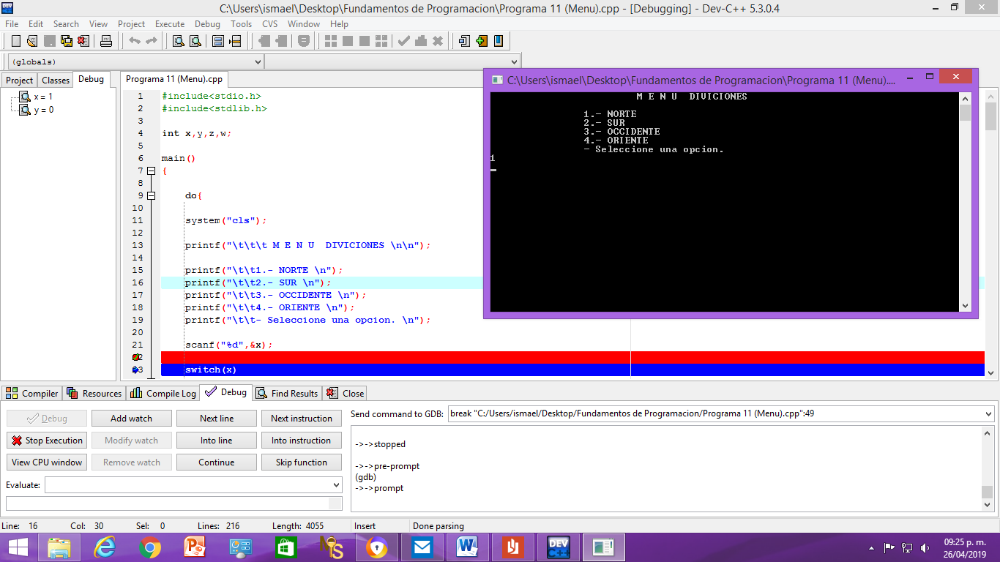 C:\Users\ismael\Desktop\Fundamentos de Programacion\Programa 11 (Menu).cpp - [Debugging] - Dev-C++ 5.3.0.4
File Edit Search View Project Execute Debug Tools CVS Window Help
(globals)
Project Classes Debug
x = 1
y = 0
Programa 11 (Menu).cpp
1 #include<stdio.h>
2 #include<stdlib.h>
3
4 int x,y,z,w;
5
6 main()
7 {
8
9 do{
10
11 system("cls");
12
13 printf("\t\t\t M E N U  DIVICIONES \n\n");
14
15 printf("\t\t1.- NORTE \n");
16 printf("\t\t2.- SUR \n");
17 printf("\t\t3.- OCCIDENTE \n");
18 printf("\t\t4.- ORIENTE \n");
19 printf("\t\t- Seleccione una opcion. \n");
20
21 scanf("%d",&x);
2
3 switch(x)
C:\Users\ismael\Desktop\Fundamentos de Programacion\Programa 11 (Menu)....
M E N U  DIVICIONES
1.- NORTE
2.- SUR
3.- OCCIDENTE
4.- ORIENTE
- Seleccione una opcion.
1
Compiler Resources Compile Log Debug Find Results Close
Debug Add watch Next line Next instruction
Stop Execution Modify watch Into line Into instruction
View CPU window Remove watch Continue Skip function
Evaluate:
Send command to GDB: break "C:/Users/ismael/Desktop/Fundamentos de Programacion/Programa 11 (Menu).cpp":49
->->stopped
->->pre-prompt
(gdb)
->->prompt
Line: 16 Col: 30 Sel: 0 Lines: 216 Length: 4055 Insert Done parsing
DEV C++
09:25 p. m.
26/04/2019